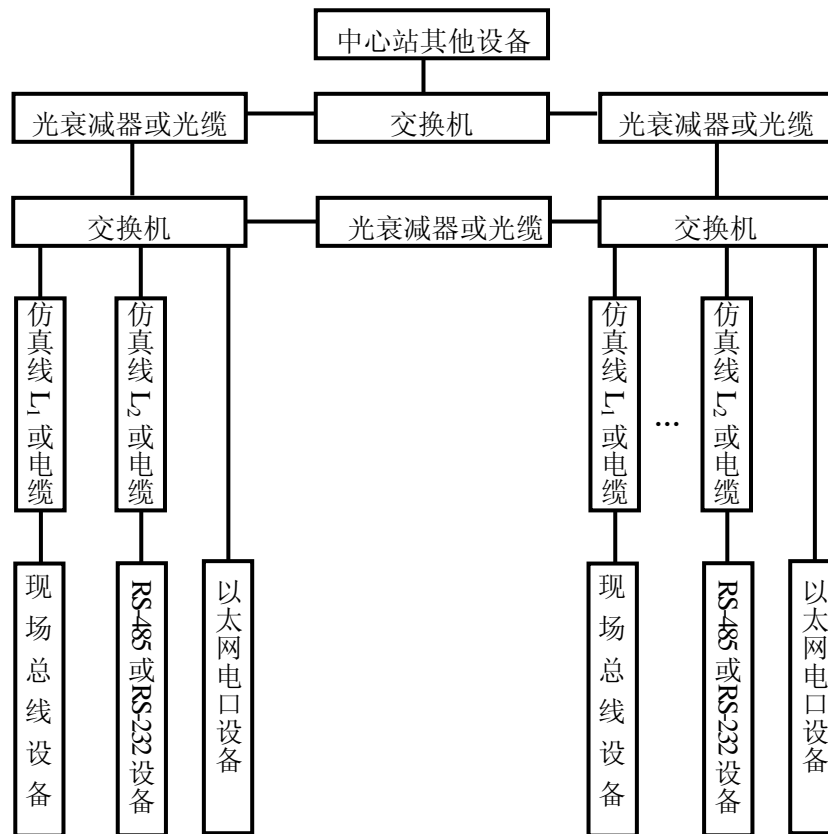 中心站其他设备
光衰减器或光缆
交换机
光衰减器或光缆
交换机
光衰减器或光缆
交换机
仿真线L₁或电缆
仿真线L₂或电缆
仿真线L₁或电缆
...
仿真线L₂或电缆
现场总线设备
RS-485或RS-232设备
以太网电口设备
现场总线设备
RS-485或RS-232设备
以太网电口设备